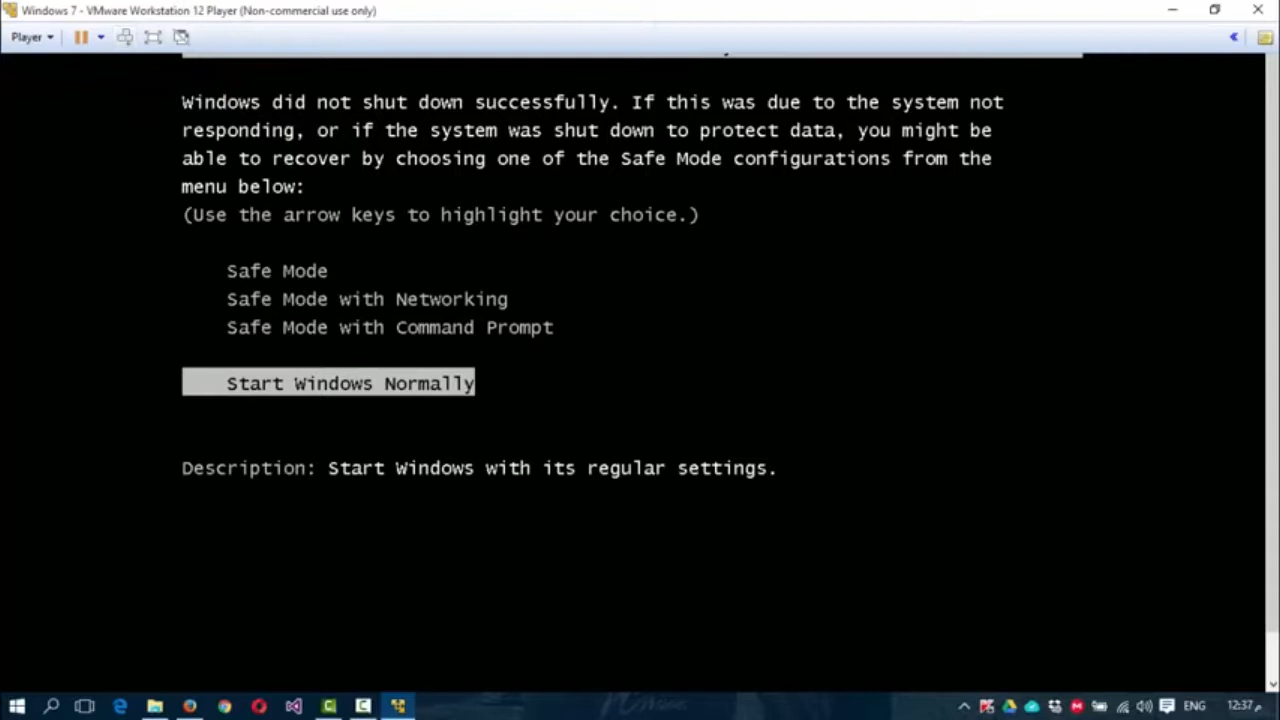 Windows 7 - VMware Workstation 12 Player (Non-commercial use only)
Player
Windows did not shut down successfully. If this was due to the system not
responding, or if the system was shut down to protect data, you might be
able to recover by choosing one of the Safe Mode configurations from the
menu below:
(Use the arrow keys to highlight your choice.)
Safe Mode
Safe Mode with Networking
Safe Mode with Command Prompt
Start Windows Normally
Description: Start Windows with its regular settings.
ENG 12:37 م